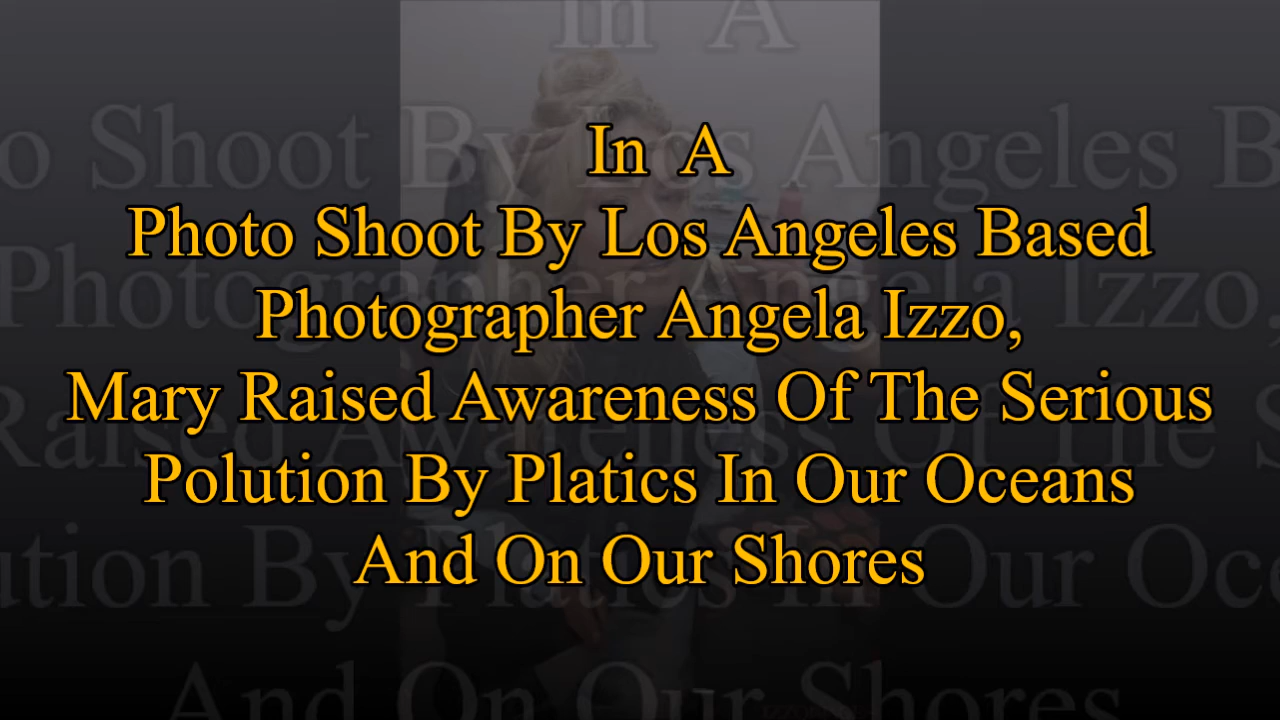 In A
Photo Shoot By Los Angeles Based
Photographer Angela Izzo,
Mary Raised Awareness Of The Serious
Polution By Platics In Our Oceans
And On Our Shores